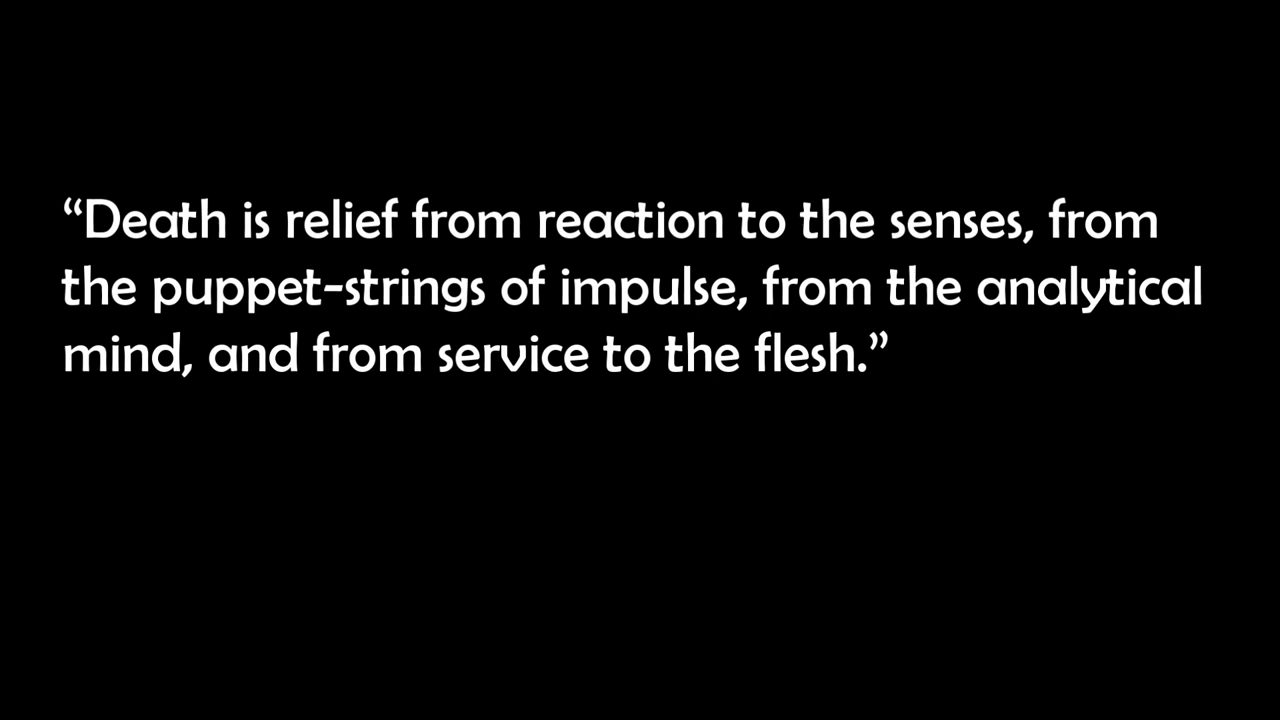 “Death is relief from reaction to the senses, from
the puppet-strings of impulse, from the analytical
mind, and from service to the flesh.”